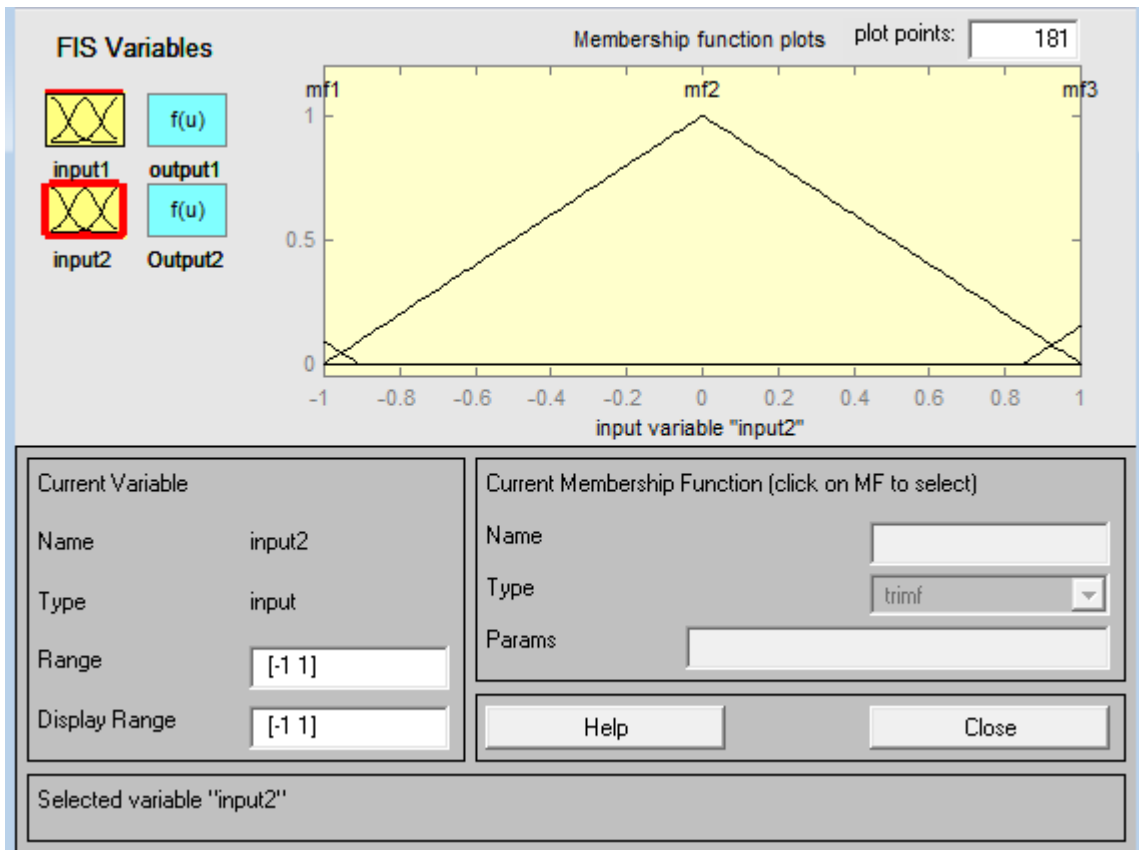 FIS Variables
Membership function plots
plot points:
181
f(u)
input1
output1
f(u)
input2
Output2
mf1
mf2
mf3
1
0.5
0
-1
-0.8
-0.6
-0.4
-0.2
0
0.2
0.4
0.6
0.8
1
input variable "input2"
Current Variable
Name
input2
Type
input
Range
[-1 1]
Display Range
[-1 1]
Current Membership Function (click on MF to select)
Name
Type
trimf
Params
Help
Close
Selected variable "input2"